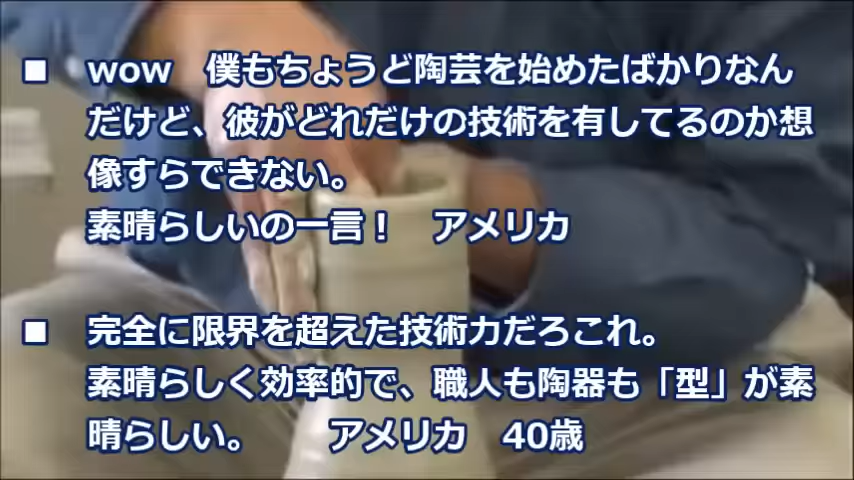 ■ wow 僕もちょうど陶芸を始めたばかりなん
だけど、彼がどれだけの技術を有してるのか想
像すらできない。
素晴らしいの一言！ アメリカ
■ 完全に限界を超えた技術力だろこれ。
素晴らしく効率的で、職人も陶器も「型」が素
晴らしい。 アメリカ 40歳